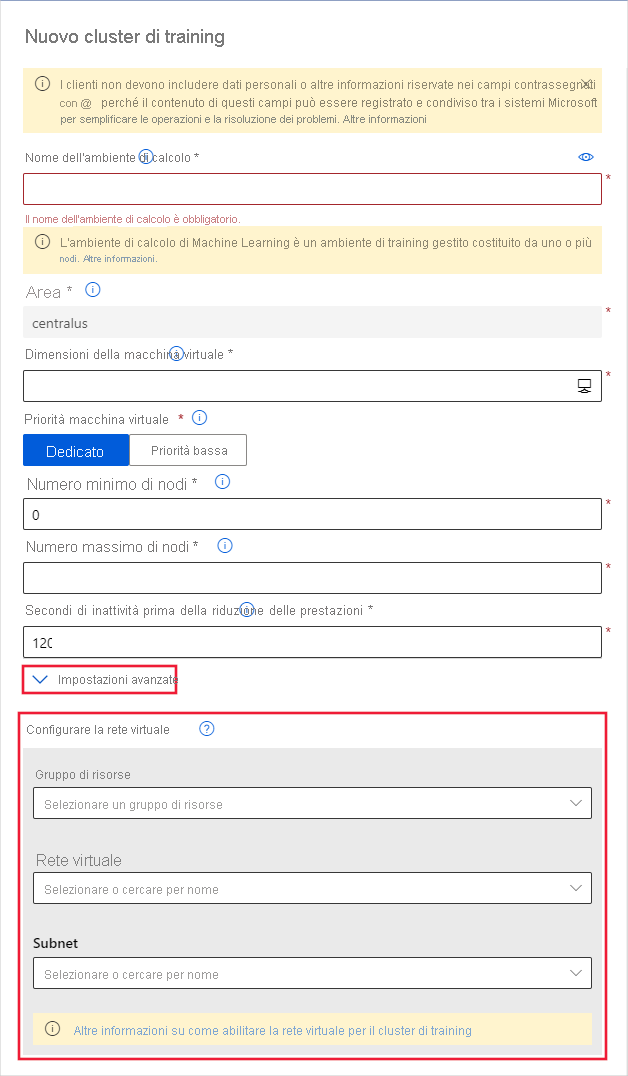 Nuovo cluster di training
I clienti non devono includere dati personali o altre informazioni riservate nei campi contrassegnati
con @ perché il contenuto di questi campi può essere registrato e condiviso tra i sistemi Microsoft
per semplificare le operazioni e la risoluzione dei problemi. Altre informazioni
Nome dell'ambiente di calcolo *
*
Il nome dell'ambiente di calcolo è obbligatorio.
L'ambiente di calcolo di Machine Learning è un ambiente di training gestito costituito da uno o più
nodi. Altre informazioni.
Area *
centralus
*
Dimensioni della macchina virtuale *
*
Priorità macchina virtuale *
Dedicato Priorità bassa
Numero minimo di nodi *
0
*
Numero massimo di nodi *
*
Secondi di inattività prima della riduzione delle prestazioni *
120
*
Impostazioni avanzate
Configurare la rete virtuale
Gruppo di risorse
Selezionare un gruppo di risorse
Rete virtuale
Selezionare o cercare per nome
Subnet
Selezionare o cercare per nome
Altre informazioni su come abilitare la rete virtuale per il cluster di training